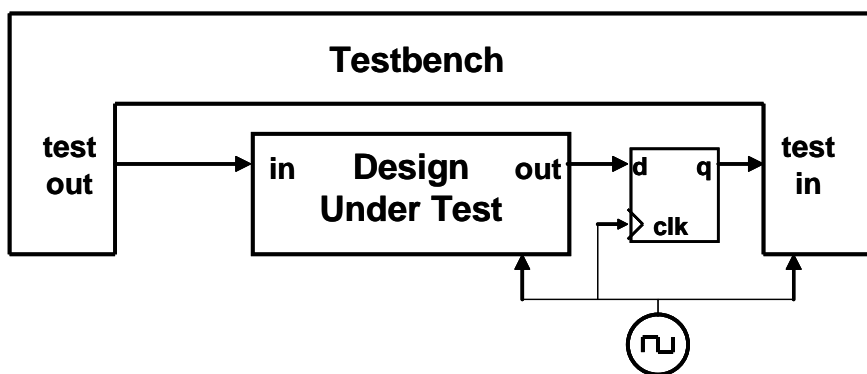 Testbench
test
out
in
Design
Under Test
out
d
q
clk
test
in